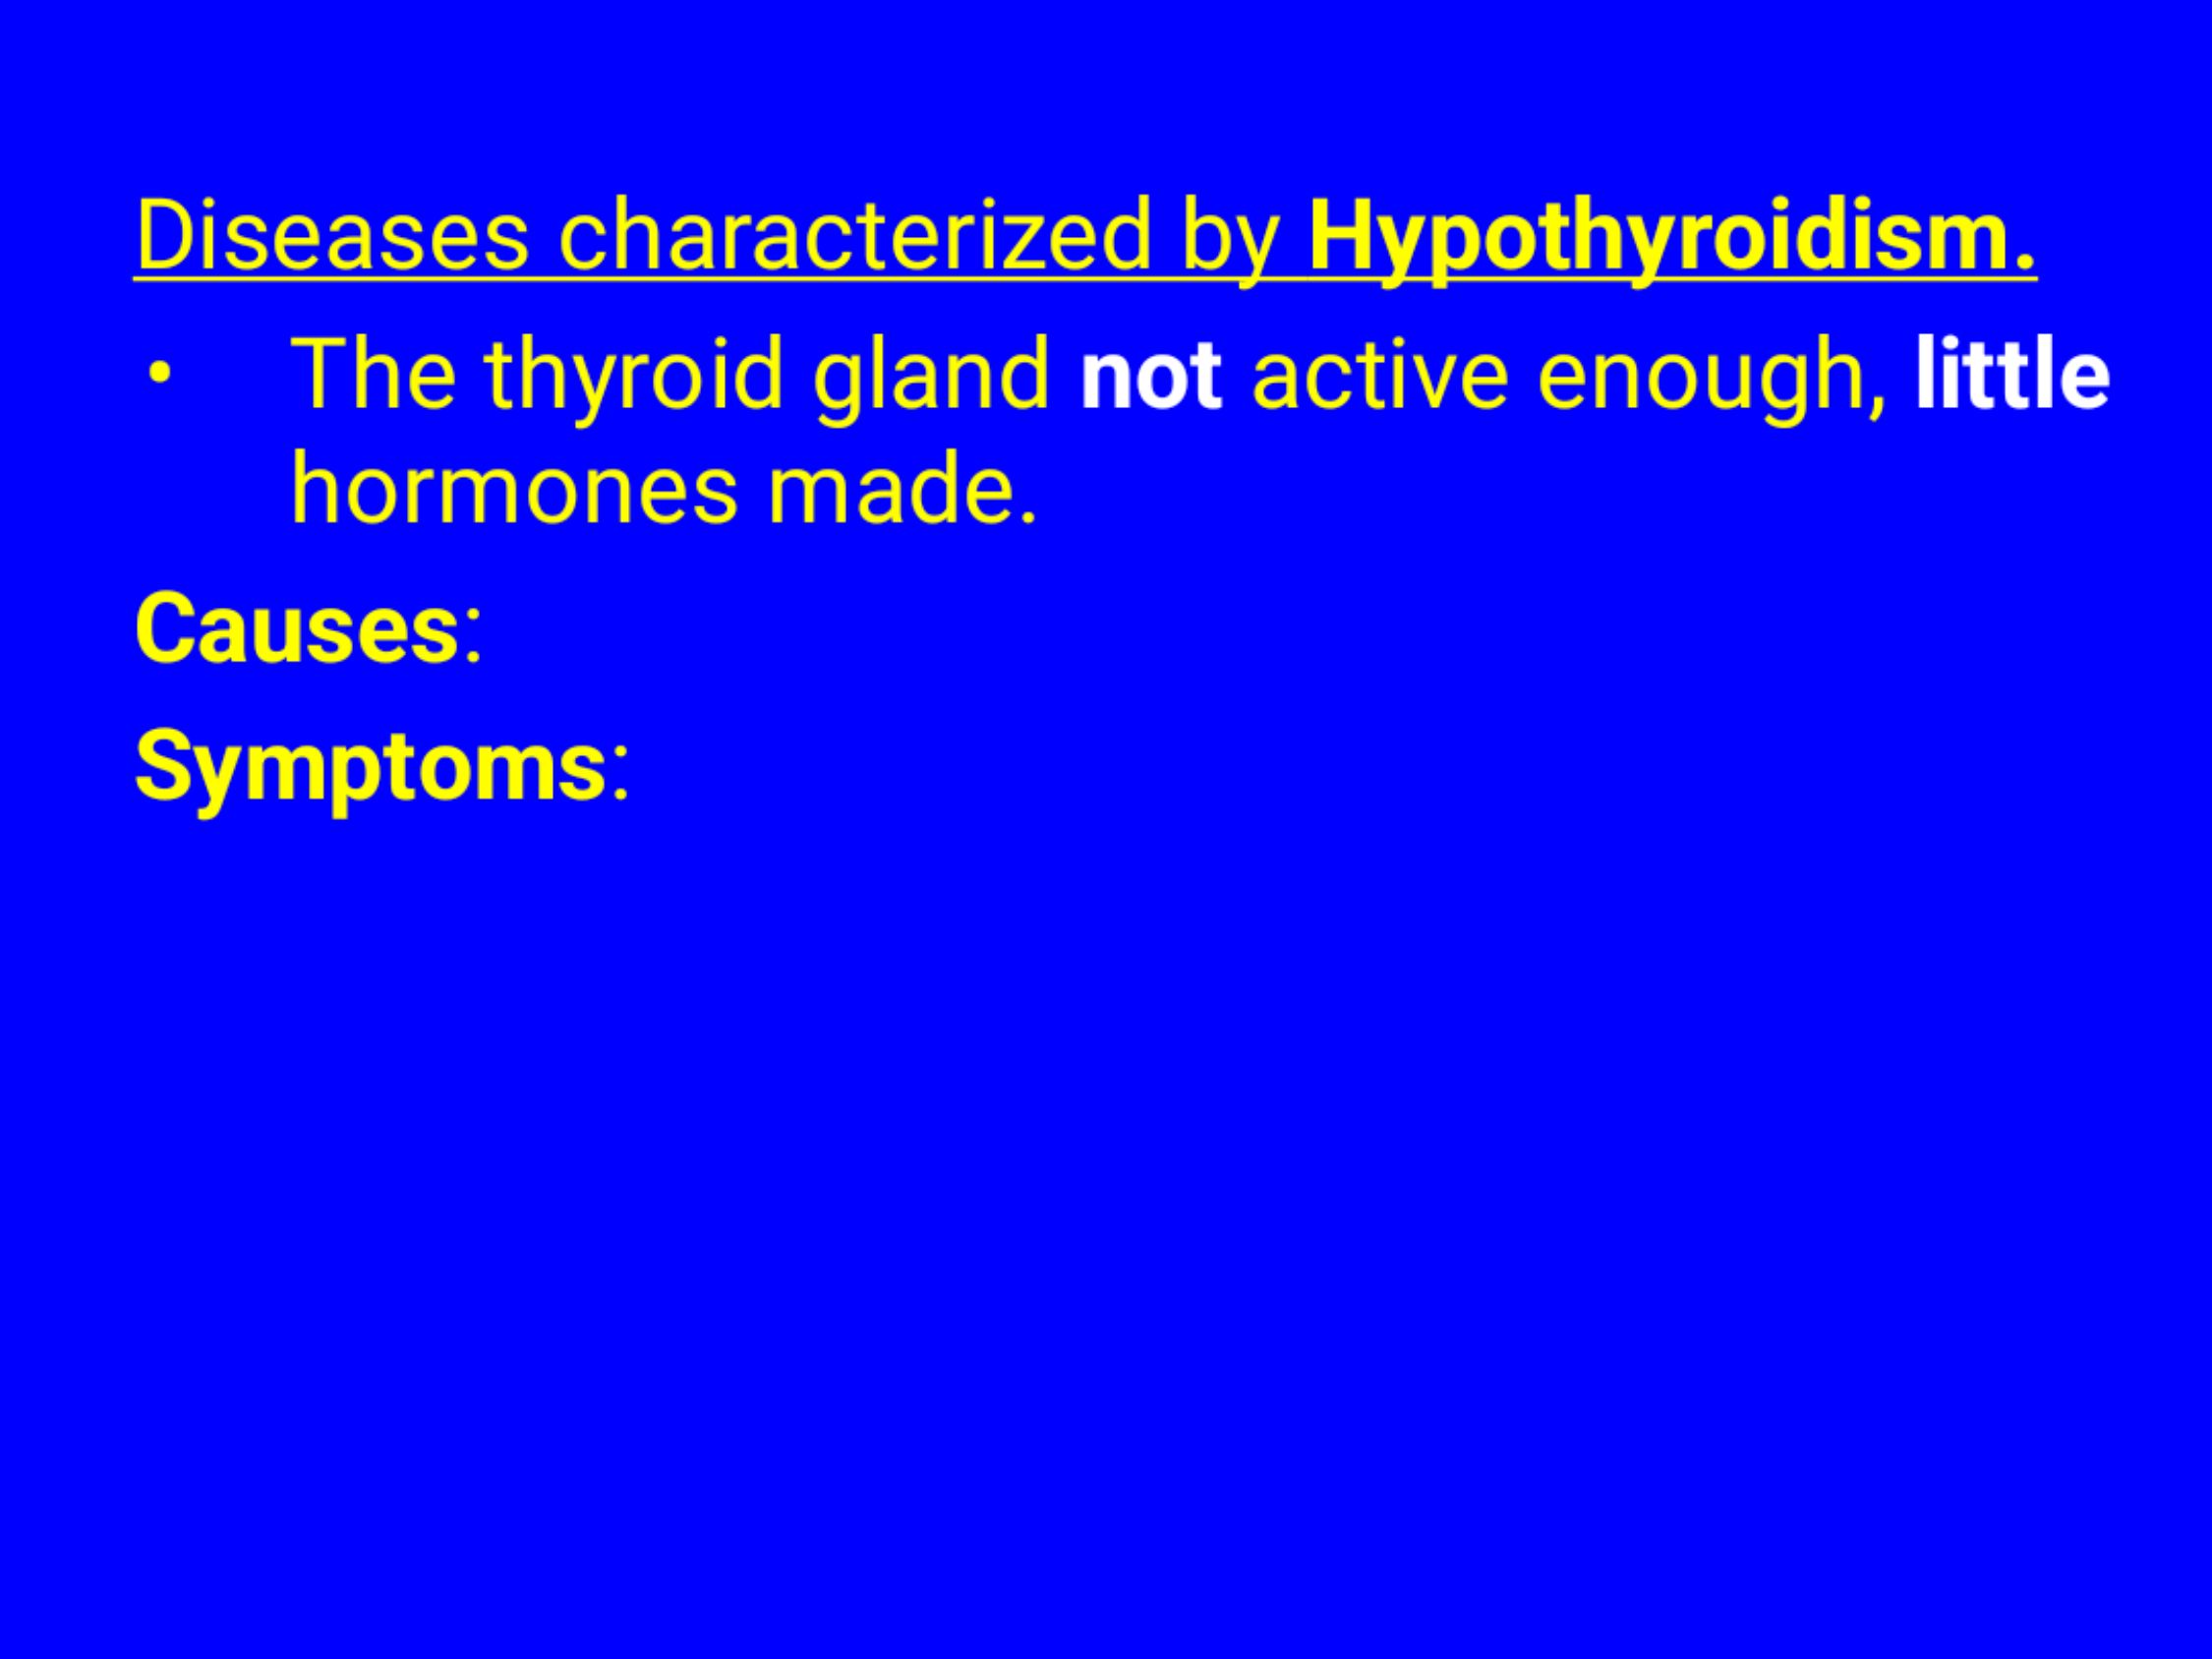 Diseases characterized by Hypothyroidism.
• The thyroid gland not active enough, little
hormones made.
Causes:
Symptoms: